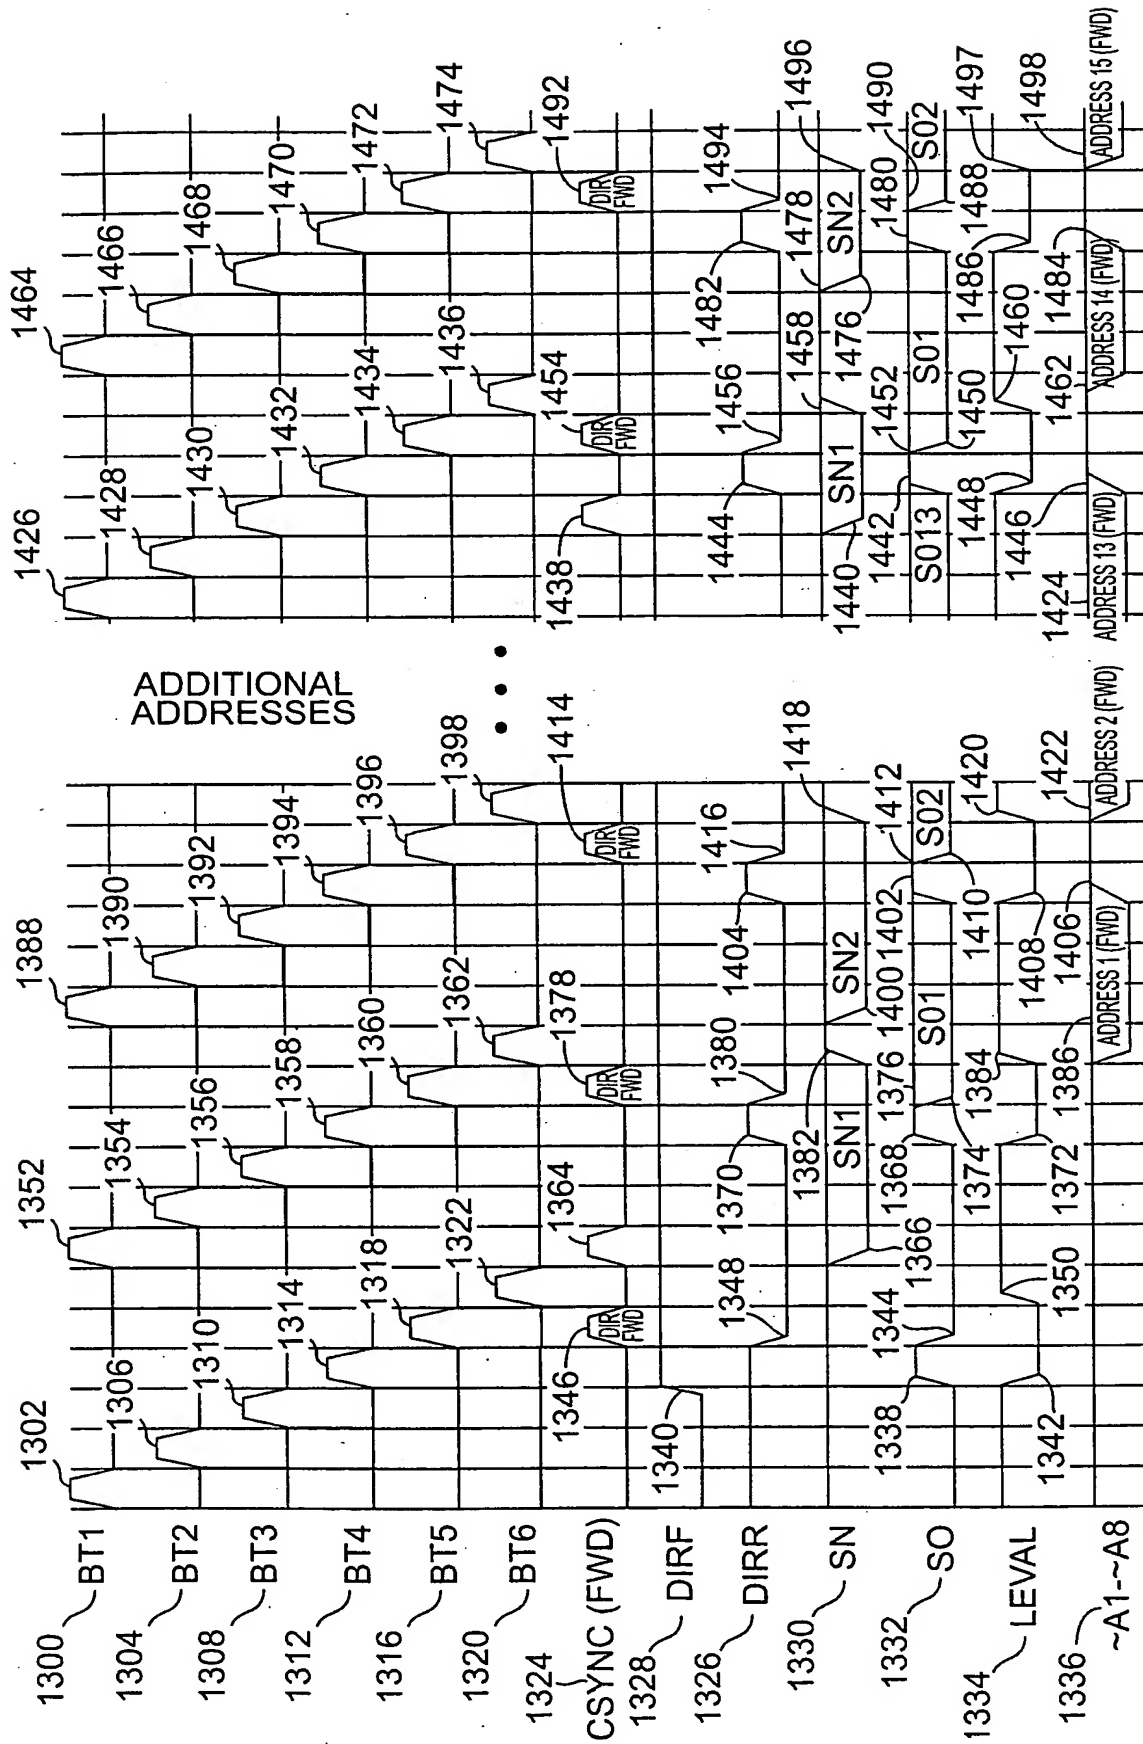 1300 BT1
1304 BT2
1308 BT3
1312 BT4
1316 BT5
1320 BT6
1324 CSYNC (FWD)
1328 DIRF
1326 DIRR
1330 SN
1332 SO
1334 LEVAL
1336 ~A1-~A8
1302 1352 1388 1426 1464
1306 1354 1390 1428 1466
1310 1356 1392 1430 1468
1314 1358 1394 1432 1470
1318 1360 1396 1434 1472
1322 1362 1398 1436 1474
1346 DIR FWD 1364 1378 DIR FWD 1414 DIR FWD 1438 1454 DIR FWD 1492 DIR FWD
1340
1348 1370 1380 1404 1416 1444 1456 1482 1494
1366 SN1 1382 1400 SN2 1418 1440 SN1 1458 1476 1478 SN2 1496
1338 1344 1368 1374 1376 S01 1402 1410 1412 S02 S013 1442 1450 1452 S01 1480 1488 1490 S02
1342 1350 1372 1384 1408 1420 1448 1460 1486 1497
1386 ADDRESS 1 (FWD) 1406 1422 ADDRESS 2 (FWD) 1424 ADDRESS 13 (FWD) 1446 1462 ADDRESS 14 (FWD) 1484 1498 ADDRESS 15 (FWD)
ADDITIONAL
ADDRESSES